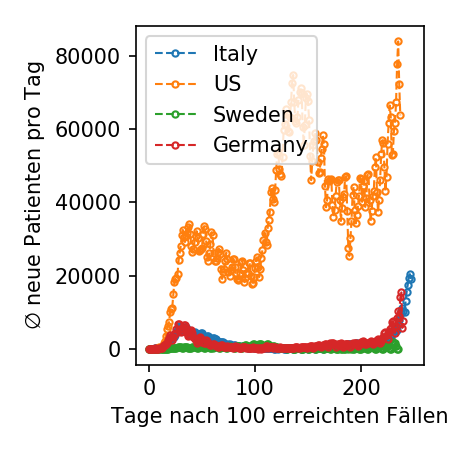 Italy
US
Sweden
Germany
80000
60000
40000
20000
0
0 100 200
∅ neue Patienten pro Tag
Tage nach 100 erreichten Fällen